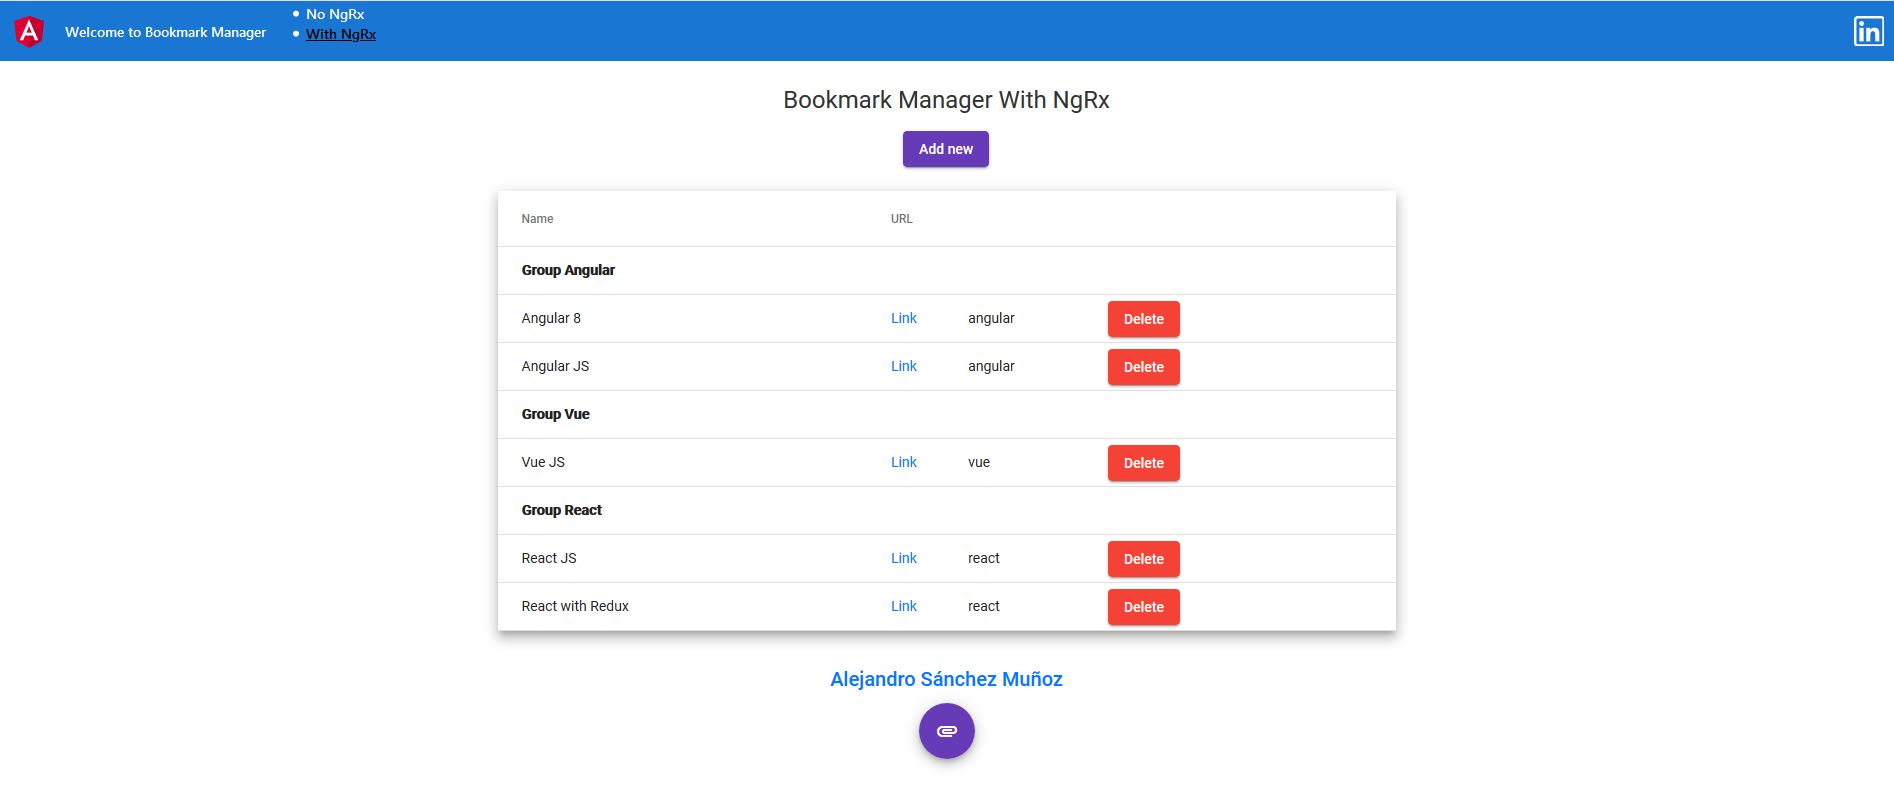 No NgRx
Welcome to Bookmark Manager
With NgRx
in
Bookmark Manager With NgRx
Add new
Name URL
Group Angular
Angular 8 Link angular Delete
Angular JS Link angular Delete
Group Vue
Vue JS Link vue Delete
Group React
React JS Link react Delete
React with Redux Link react Delete
Alejandro Sánchez Muñoz